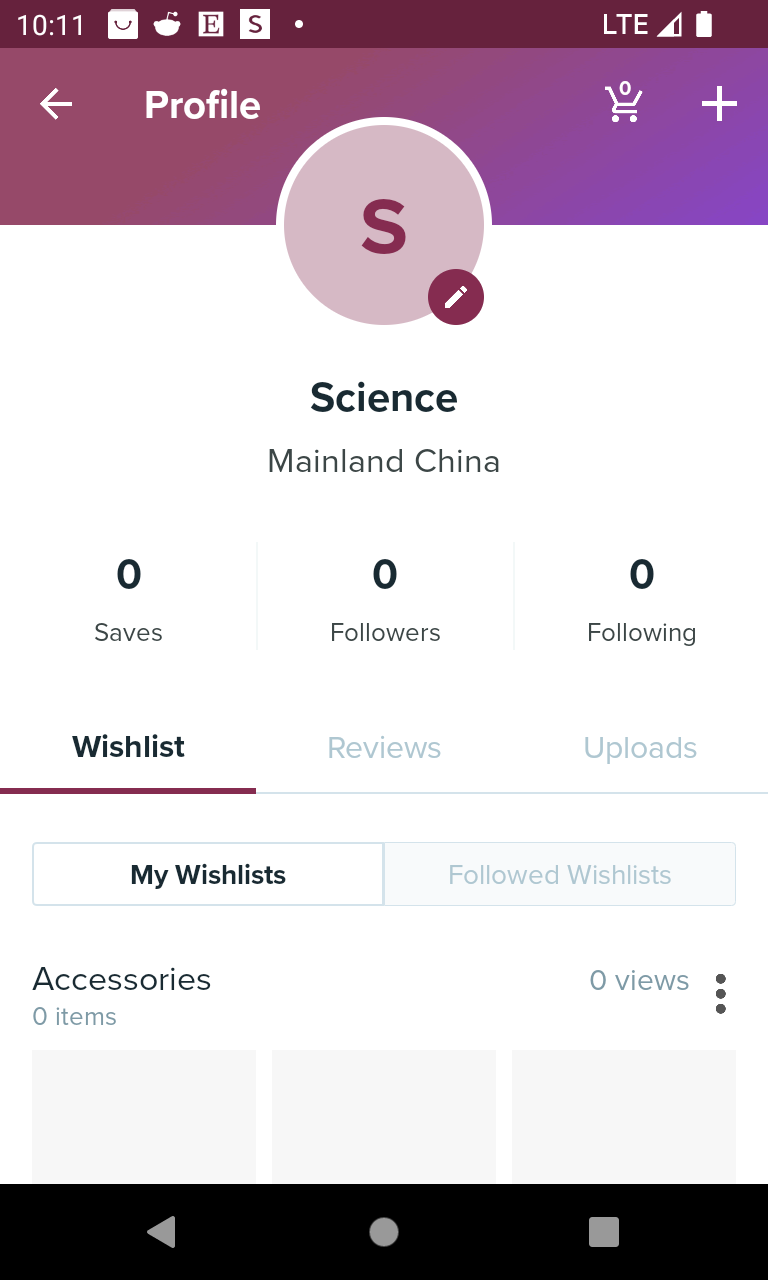 10:11 E S LTE
Profile 0
S
Science
Mainland China
0 0 0
Saves Followers Following
Wishlist Reviews Uploads
My Wishlists Followed Wishlists
Accessories 0 views
0 items